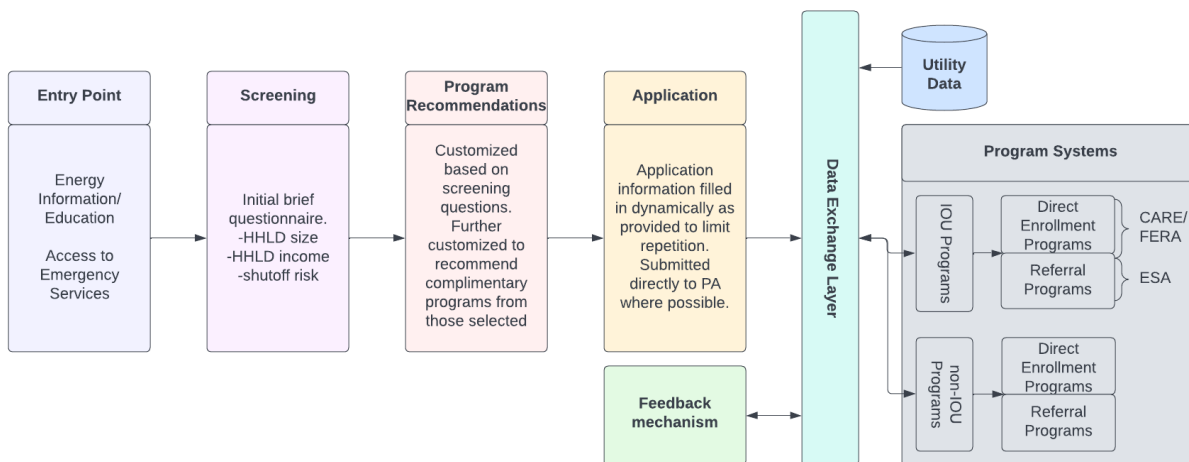 Entry Point
Energy
Information/
Education
Access to
Emergency
Services
Screening
Initial brief
questionnaire.
-HHLD size
-HHLD income
-shutoff risk
Program
Recommendations
Customized
based on
screening
questions.
Further
customized to
recommend
complimentary
programs from
those selected
Application
Application
information filled
in dynamically as
provided to limit
repetition.
Submitted
directly to PA
where possible.
Feedback
mechanism
Data Exchange Layer
Utility
Data
Program Systems
IOU Programs
Direct
Enrollment
Programs
Referral
Programs
CARE/
FERA
ESA
non-IOU
Programs
Direct
Enrollment
Programs
Referral
Programs